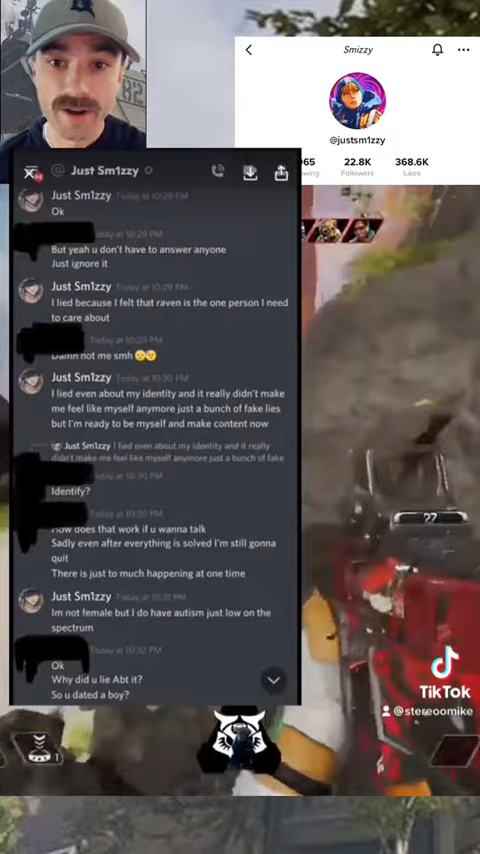 82
Smizzy
@justsm1zzy
965
22.8K
368.6K
wing
Followers
Likes
@ Just Sm1zzy
Just Sm1zzy Today at 10:29 PM
Ok
oday at 10:29 PM
But yeah u don't have to answer anyone
Just ignore it
Just Sm1zzy Today at 10:29 PM
I lied because I felt that raven is the one person I need
to care about
Today at 10:29 PM
Damn not me smh 😴😴
Just Sm1zzy Today at 10:30 PM
I lied even about my identity and it really didn't make
me feel like myself anymore just a bunch of fake lies
but I'm ready to be myself and make content now
Just Sm1zzy I lied even about my identity and it really
didn't make me feel like myself anymore just a bunch of fake
day at 10:30 PM
Identify?
Today at 10:30 PM
How does that work if u wanna talk
Sadly even after everything is solved I'm still gonna
quit
There is just to much happening at one time
Just Sm1zzy Today at 10:31 PM
Im not female but I do have autism just low on the
spectrum
Today at 10:32 PM
Ok
Why did u lie Abt it?
So u dated a boy?
27
TikTok
@stereoomike
1